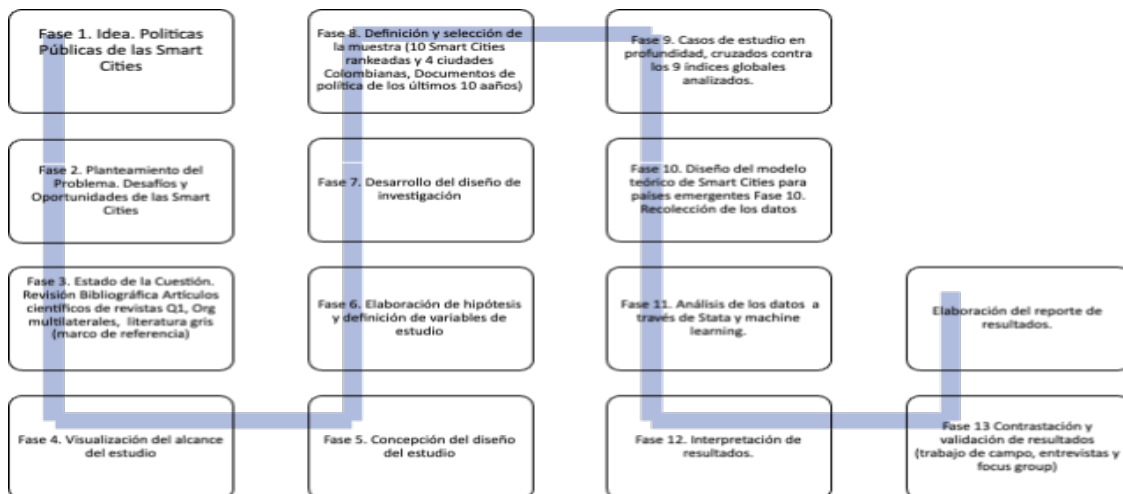 Fase 1. Idea. Políticas
Públicas de las Smart
Cities
Fase 2. Planteamiento del
Problema. Desafíos y
Oportunidades de las Smart
Cities
Fase 3. Estado de la Cuestión.
Revisión Bibliográfica Artículos
científicos de revistas Q1, Org
multilaterales, literatura gris
(marco de referencia)
Fase 4. Visualización del alcance
del estudio
Fase 5. Concepción del diseño
del estudio
Fase 6. Elaboración de hipótesis
y definición de variables de
estudio
Fase 7. Desarrollo del diseño de
investigación
Fase 8. Definición y selección de
la muestra (10 Smart Cities
rankeadas y 4 ciudades
Colombianas, Documentos de
política de los últimos 10 aaños)
Fase 9. Casos de estudio en
profundidad, cruzados contra
los 9 índices globales
analizados.
Fase 10. Diseño del modelo
teórico de Smart Cities para
países emergentes Fase 10.
Recolección de los datos
Fase 11. Análisis de los datos a
través de Stata y machine
learning.
Fase 12. Interpretación de
resultados.
Fase 13 Contrastación y
validación de resultados
(trabajo de campo, entrevistas y
focus group)
Elaboración del reporte de
resultados.